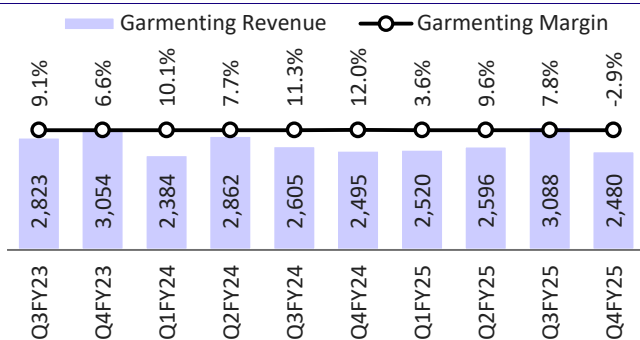 Garmenting Revenue Garmenting Margin
9.1% 6.6% 10.1% 7.7% 11.3% 12.0% 3.6% 9.6% 7.8% -2.9%
2,823 3,054 2,384 2,862 2,605 2,495 2,520 2,596 3,088 2,480
Q3FY23 Q4FY23 Q1FY24 Q2FY24 Q3FY24 Q4FY24 Q1FY25 Q2FY25 Q3FY25 Q4FY25